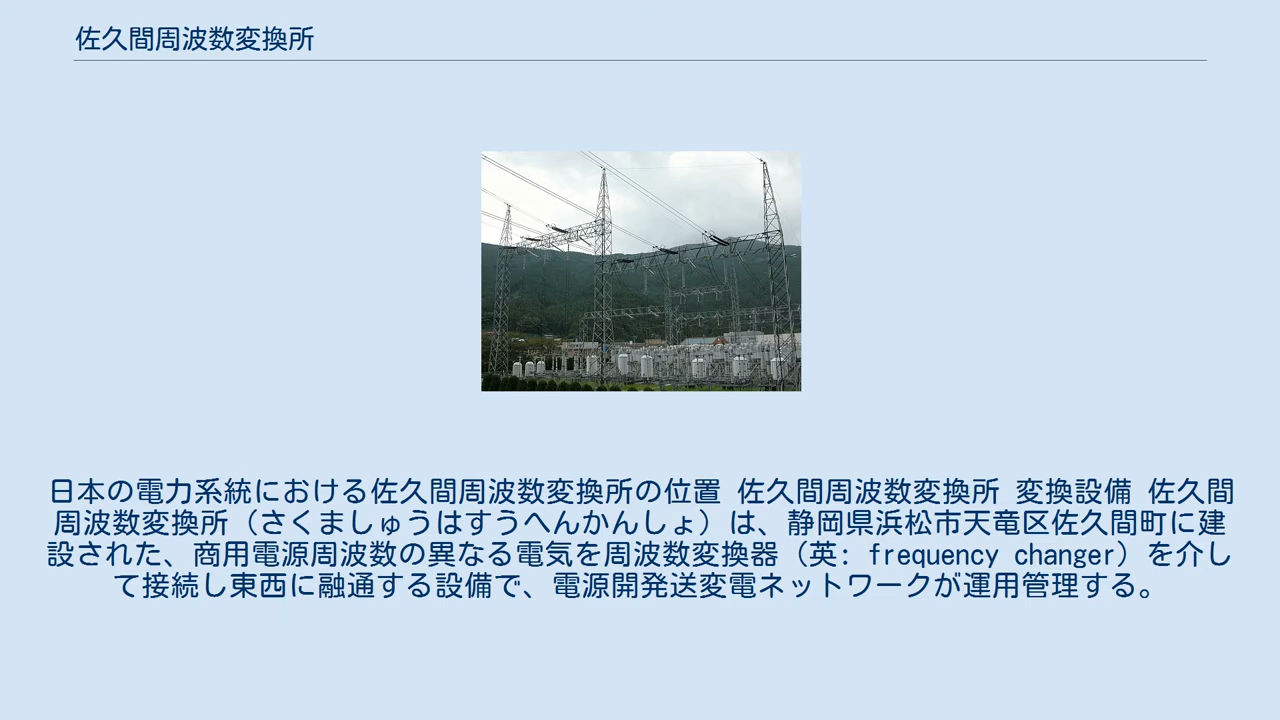 佐久間周波数変換所
日本の電力系統における佐久間周波数変換所の位置 佐久間周波数変換所 変換設備 佐久間
周波数変換所（さくましゅうはすうへんかんしょ）は、静岡県浜松市天竜区佐久間町に建
設された、商用電源周波数の異なる電気を周波数変換器（英: frequency changer）を介し
て接続し東西に融通する設備で、電源開発送変電ネットワークが運用管理する。